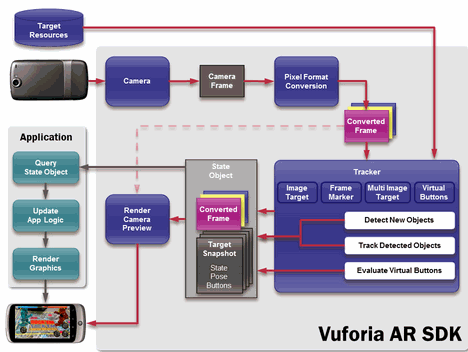 Target
Resources
Camera
Camera
Frame
Pixel Format
Conversion
Converted
Frame
Application
Query
State Object
Update
App Logic
Render
Graphics
Render
Camera
Preview
State
Object
Converted
Frame
Target
Snapshot
State
Pose
Buttons
Tracker
Image
Target
Frame
Marker
Multi Image
Target
Virtual
Buttons
Detect New Objects
Track Detected Objects
Evaluate Virtual Buttons
Vuforia AR SDK